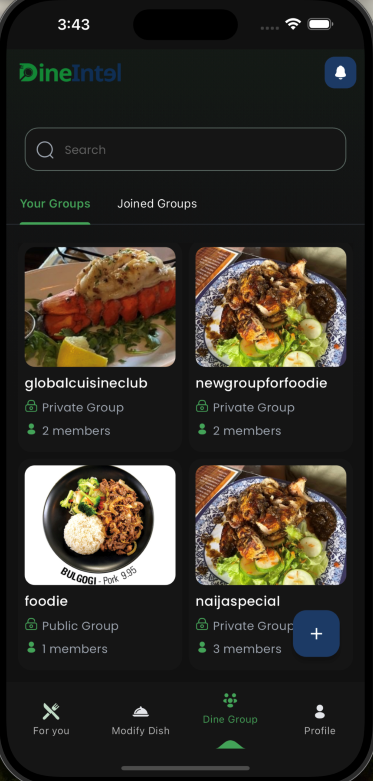 3:43
DineIntel
Search
Your Groups Joined Groups
globalcuisineclub newgroupforfoodie
Private Group Private Group
2 members 2 members
BULGOGI - Pork 9.95
foodie naijaspecial
Public Group Private Group
1 members 3 members
+
For you Modify Dish Dine Group Profile